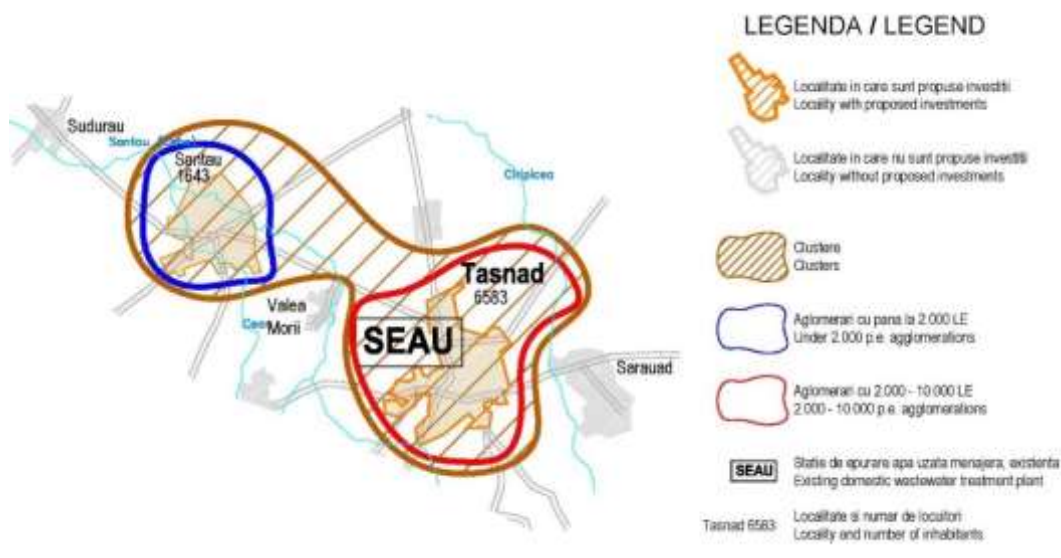 LEGENDA / LEGEND
Localitate in care sunt propuse investitii
Locality with proposed investments
Localitate in care nu sunt propuse investitii
Locality without proposed investments
Clustere
Clusters
Aglomerari cu pana la 2.000 LE
Under 2.000 p.e. agglomerations
Aglomerari cu 2.000 - 10.000 LE
2.000 - 10.000 p.e. agglomerations
SEAU
Statie de epurare apa uzata menajera, existenta
Existing domestic wastewater treatment plant
Tasnad 6583
Localitate si numar de locuitori
Locality and number of inhabitants
Sudurau
Santau
Santau
1643
Chipicea
Tasnad
6583
Valea
Morii
SEAU
Sarauad